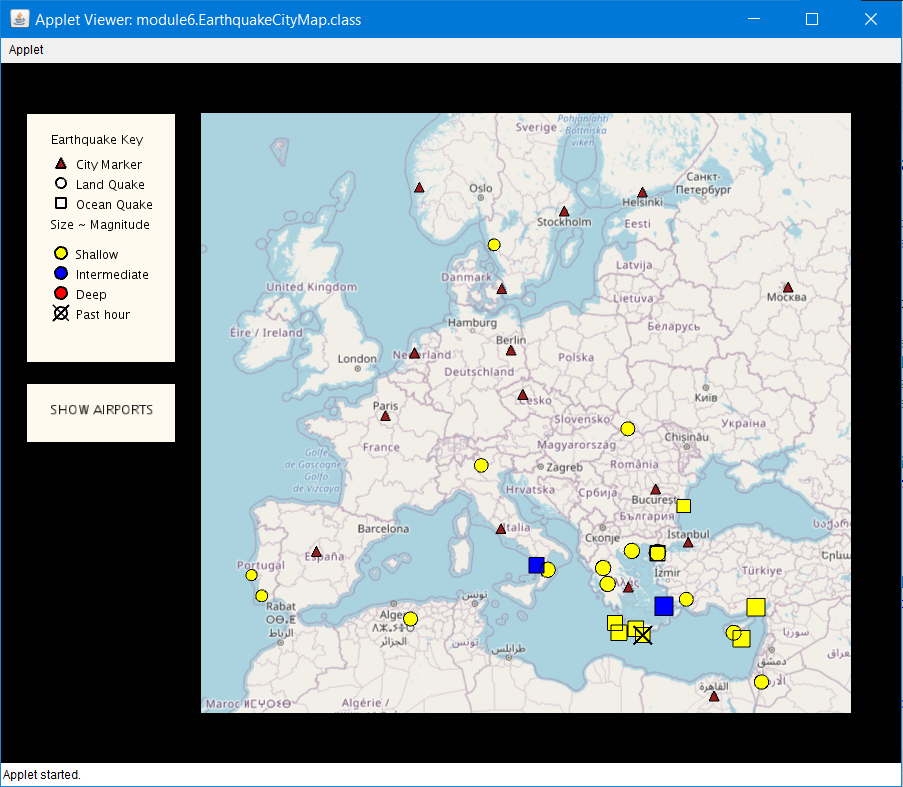 Applet Viewer: module6.EarthquakeCityMap.class
Applet
Earthquake Key
City Marker
Land Quake
Ocean Quake
Size ~ Magnitude
Shallow
Intermediate
Deep
Past hour
SHOW AIRPORTS
Pohjanlahti
Bottniska
viken
Sverige
Oslo
Санкт-
Петербург
Helsinki
Stockholm
Eesti
Latvija
Danmark
United Kingdom
Lietuva
Москва
Hamburg
Беларусь
Éire / Ireland
Berlin
London
Nederland
Polska
Deutschland
Київ
Česko
Paris
Slovensko
Україна
France
Magyarország
Chișinău
Golfe
de Gascogne
Golfo
de Vizcaya
Zagreb
România
Hrvatska
Србија
București
Barcelona
Italia
България
Скопје
Istanbul
España
Portugal
İzmir
Türkiye
Rabat
ⵔⴱⴰⵟ
الرباط
تونس
الجزائر
طرابلس
سوريا
دمشق
القاهرة
Maroc ⵍⵎⵖⵔⵉⴱ
Algérie /
Applet started.